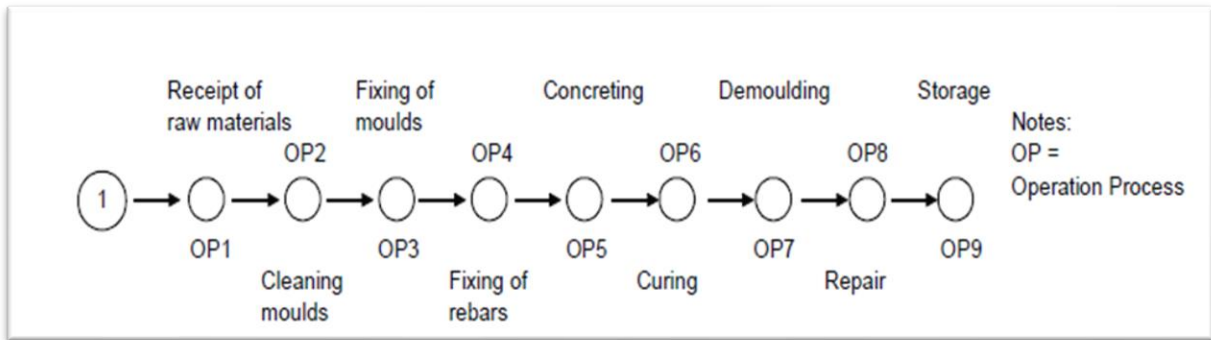 Receipt of
raw materials
Fixing of
moulds
Concreting
Demoulding
Storage
Notes:
OP =
Operation Process
OP2
OP4
OP6
OP8
1
OP1
OP3
OP5
OP7
OP9
Cleaning
moulds
Fixing of
rebars
Curing
Repair